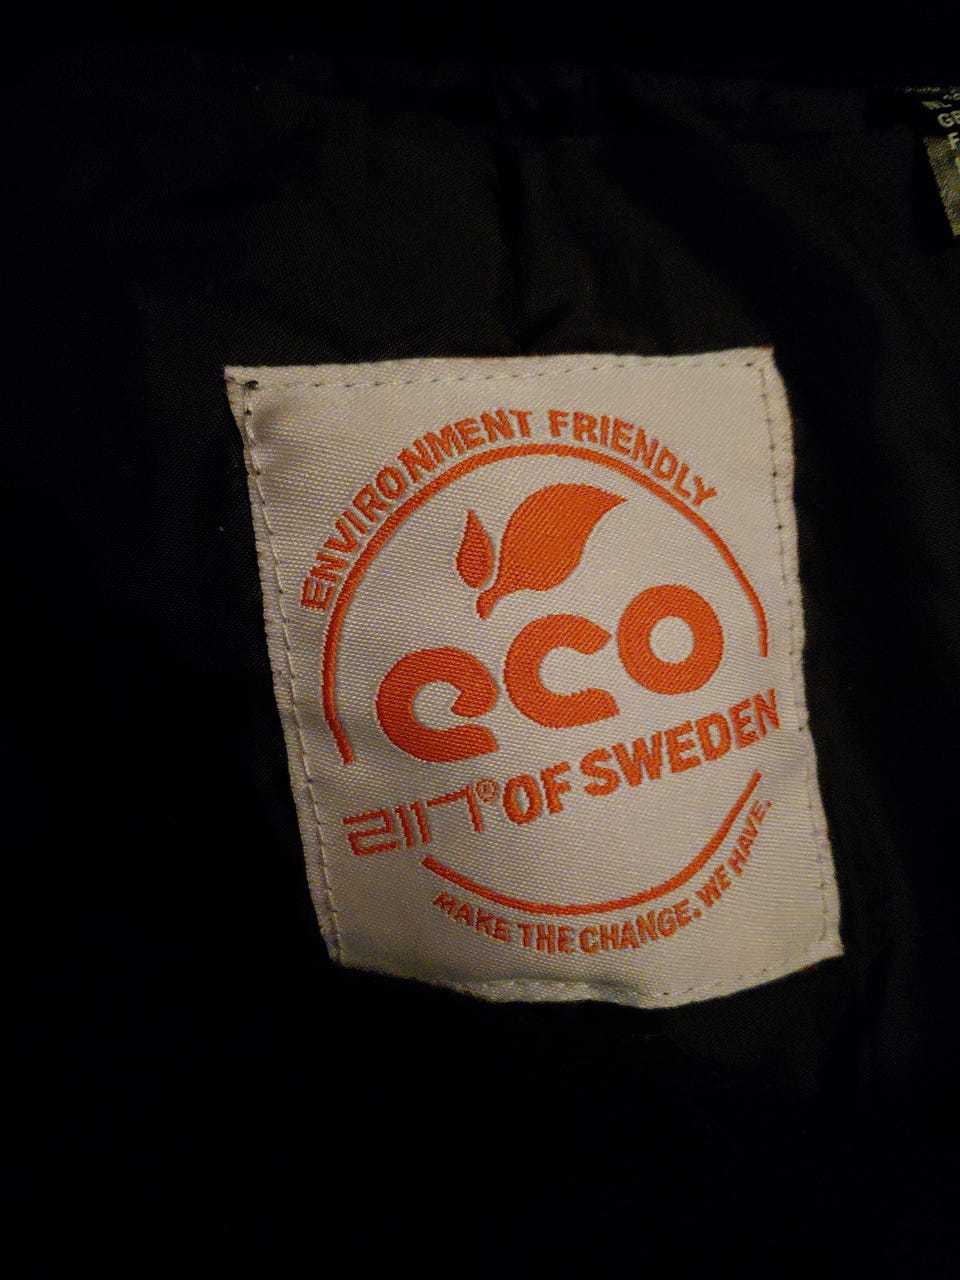 ENVIRONMENT FRIENDLY
eco
2117® OF SWEDEN
MAKE THE CHANGE. WE HAVE.